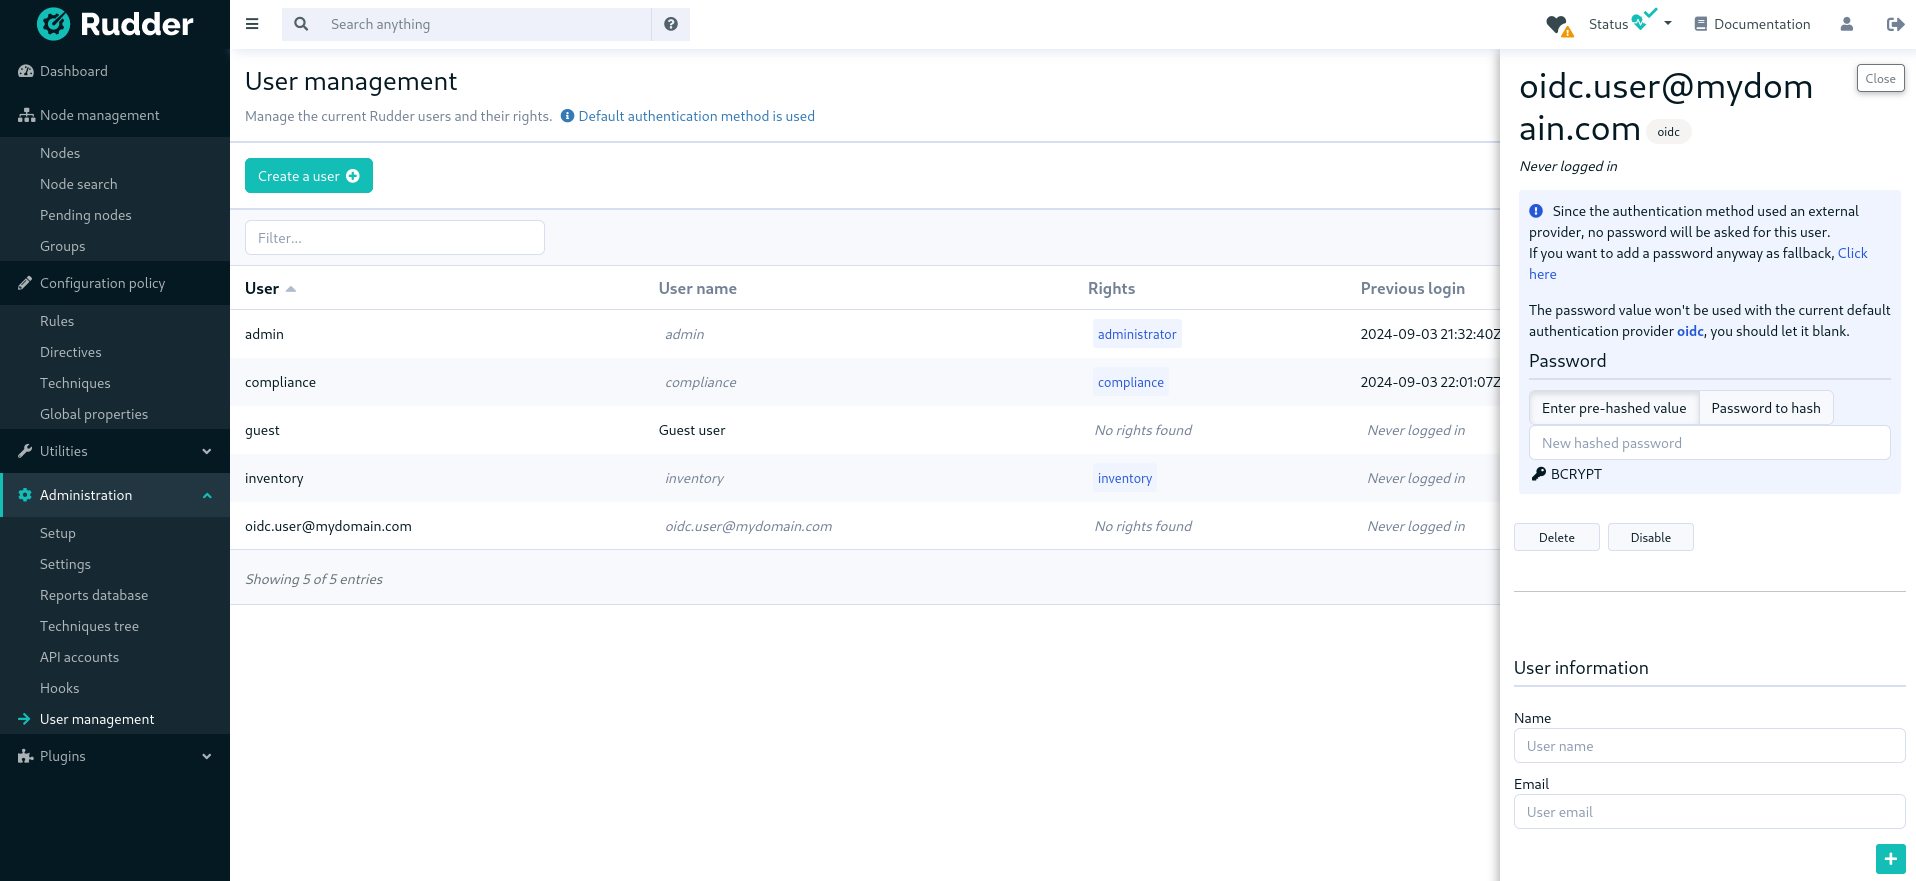 Rudder
Dashboard
Node management
Nodes
Node search
Pending nodes
Groups
Configuration policy
Rules
Directives
Techniques
Global properties
Utilities
Administration
Setup
Settings
Reports database
Techniques tree
API accounts
Hooks
User management
Plugins
Search anything
Status
Documentation
User management
Manage the current Rudder users and their rights. Default authentication method is used
Create a user
Filter...
User User name Rights Previous login
admin admin administrator 2024-09-03 21:32:40Z
compliance compliance compliance 2024-09-03 22:01:07Z
guest Guest user No rights found Never logged in
inventory inventory inventory Never logged in
oidc.user@mydomain.com oidc.user@mydomain.com No rights found Never logged in
Showing 5 of 5 entries
Close
oidc.user@mydom
ain.com oidc
Never logged in
Since the authentication method used an external
provider, no password will be asked for this user.
If you want to add a password anyway as fallback, Click
here
The password value won't be used with the current default
authentication provider oidc, you should let it blank.
Password
Enter pre-hashed value Password to hash
New hashed password
BCRYPT
Delete Disable
User information
Name
User name
Email
User email